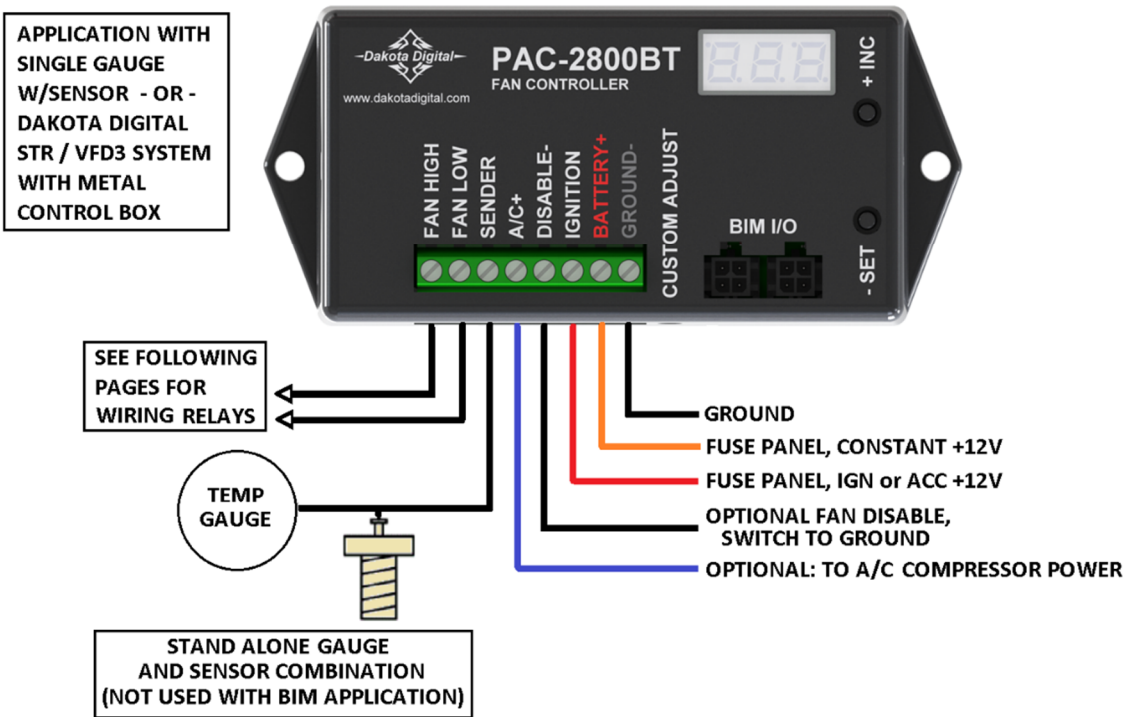 APPLICATION WITH
SINGLE GAUGE
W/SENSOR - OR -
DAKOTA DIGITAL
STR / VFD3 SYSTEM
WITH METAL
CONTROL BOX
Dakota Digital
www.dakotadigital.com
PAC-2800BT
FAN CONTROLLER
8.8.8.
+ INC
- SET
FAN HIGH
FAN LOW
SENDER
A/C+
DISABLE-
IGNITION
BATTERY+
GROUND-
CUSTOM ADJUST
BIM I/O
SEE FOLLOWING
PAGES FOR
WIRING RELAYS
TEMP
GAUGE
GROUND
FUSE PANEL, CONSTANT +12V
FUSE PANEL, IGN or ACC +12V
OPTIONAL FAN DISABLE,
SWITCH TO GROUND
OPTIONAL: TO A/C COMPRESSOR POWER
STAND ALONE GAUGE
AND SENSOR COMBINATION
(NOT USED WITH BIM APPLICATION)